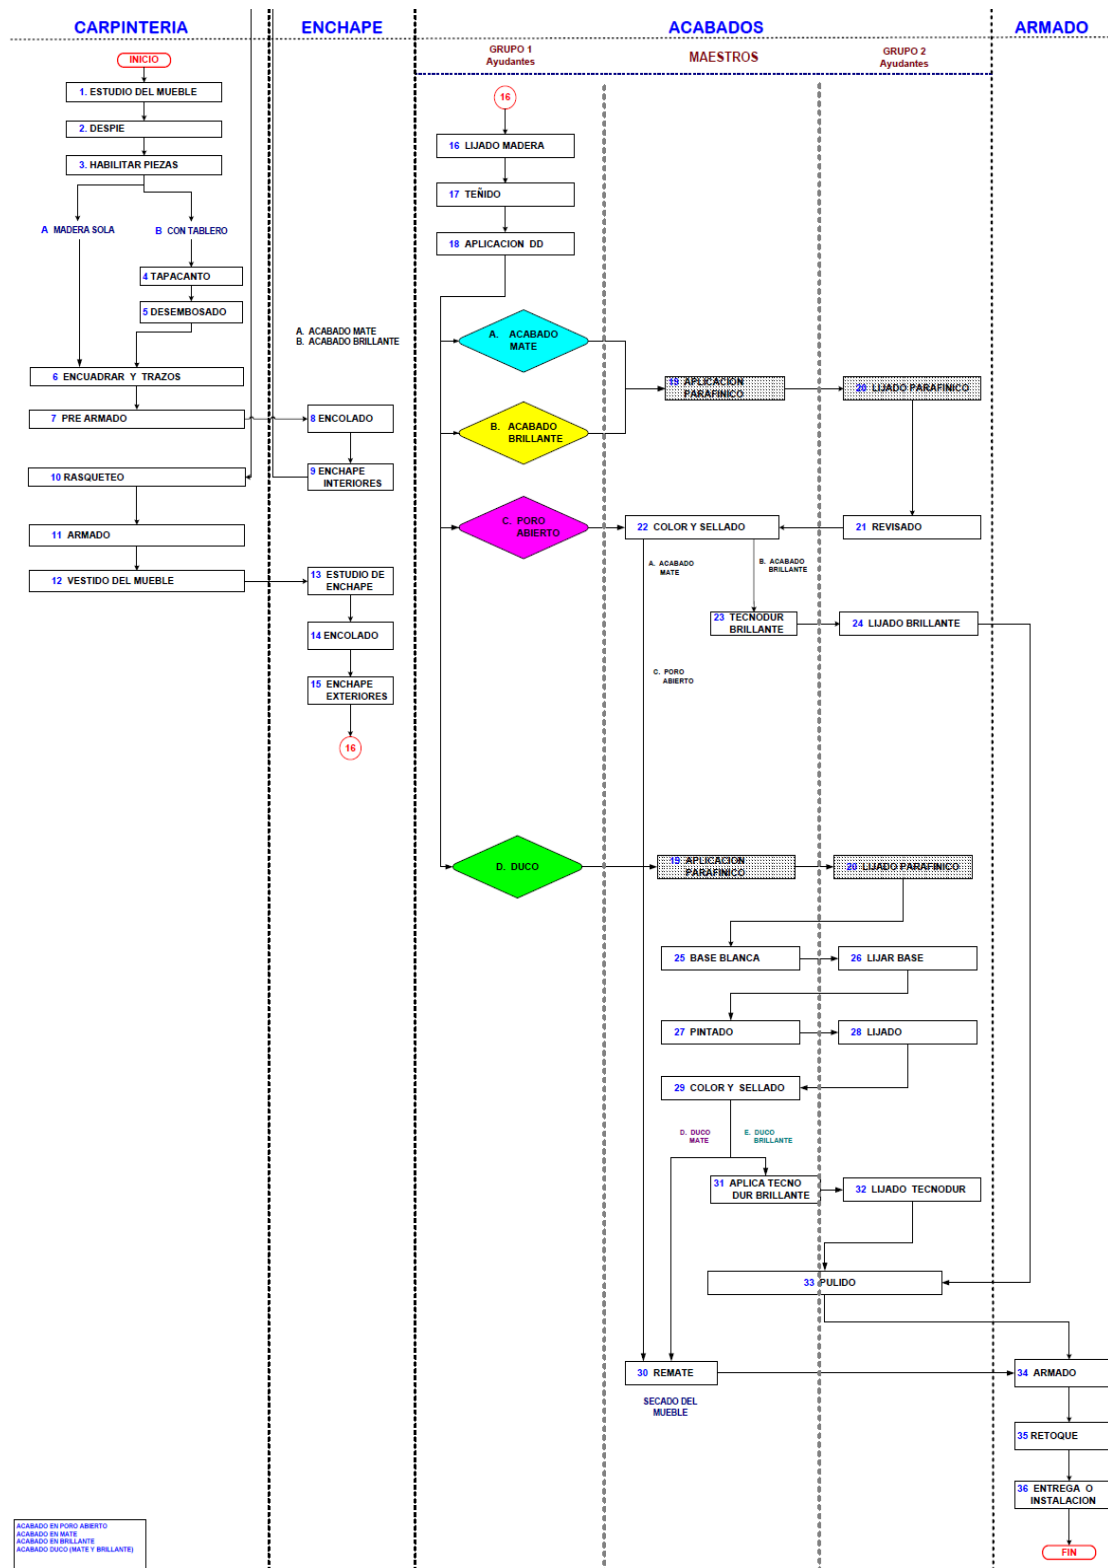 CARPINTERIA
ENCHAPE
ACABADOS
ARMADO
GRUPO 1
Ayudantes
MAESTROS
GRUPO 2
Ayudantes
INICIO
1. ESTUDIO DEL MUEBLE
2. DESPIE
3. HABILITAR PIEZAS
A MADERA SOLA
B CON TABLERO
4 TAPACANTO
5 DESEMBOSADO
6 ENCUADRAR Y TRAZOS
7 PRE ARMADO
10 RASQUETEO
11 ARMADO
12 VESTIDO DEL MUEBLE
A. ACABADO MATE
B. ACABADO BRILLANTE
8 ENCOLADO
9 ENCHAPE
INTERIORES
13 ESTUDIO DE
ENCHAPE
14 ENCOLADO
15 ENCHAPE
EXTERIORES
16
16
16 LIJADO MADERA
17 TEÑIDO
18 APLICACION DD
A. ACABADO
MATE
B. ACABADO
BRILLANTE
C. PORO
ABIERTO
D. DUCO
19 APLICACION
PARAFINICO
20 LIJADO PARAFINICO
22 COLOR Y SELLADO
21 REVISADO
A. ACABADO
MATE
B. ACABADO
BRILLANTE
23 TECNODUR
BRILLANTE
24 LIJADO BRILLANTE
C. PORO
ABIERTO
19 APLICACION
PARAFINICO
20 LIJADO PARAFINICO
25 BASE BLANCA
26 LIJAR BASE
27 PINTADO
28 LIJADO
29 COLOR Y SELLADO
D. DUCO
MATE
E. DUCO
BRILLANTE
31 APLICA TECNO
DUR BRILLANTE
32 LIJADO TECNODUR
33 PULIDO
30 REMATE
SECADO DEL
MUEBLE
34 ARMADO
35 RETOQUE
36 ENTREGA O
INSTALACION
FIN
ACABADO EN PORO ABIERTO
ACABADO EN MATE
ACABADO EN BRILLANTE
ACABADO DUCO (MATE Y BRILLANTE)